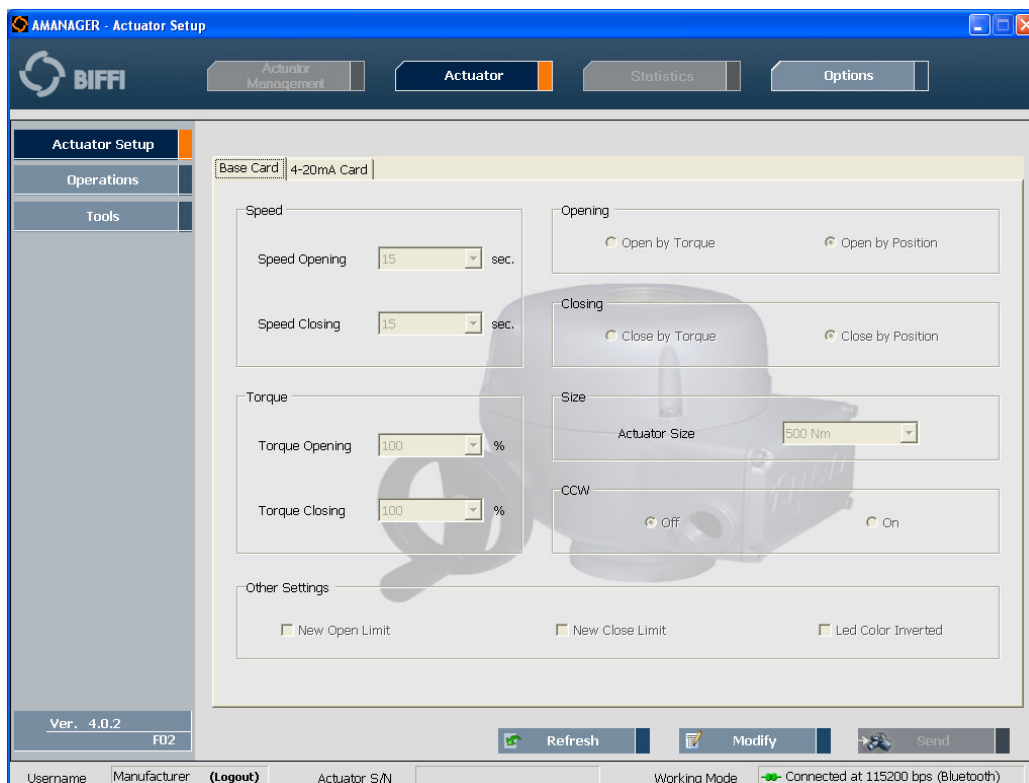 AMANAGER - Actuator Setup
BIFFI
Actuator
Management
Actuator
Statistics
Options
Actuator Setup
Operations
Tools
Base Card
4-20mA Card
Speed
Speed Opening
15
sec.
Speed Closing
15
sec.
Opening
Open by Torque
Open by Position
Closing
Close by Torque
Close by Position
Torque
Torque Opening
100
%
Torque Closing
100
%
Size
Actuator Size
500 Nm
CCW
Off
On
Other Settings
New Open Limit
New Close Limit
Led Color Inverted
Ver. 4.0.2
F02
Refresh
Modify
Send
Username
Manufacturer
(Logout)
Actuator S/N
Working Mode
Connected at 115200 bps (Bluetooth)